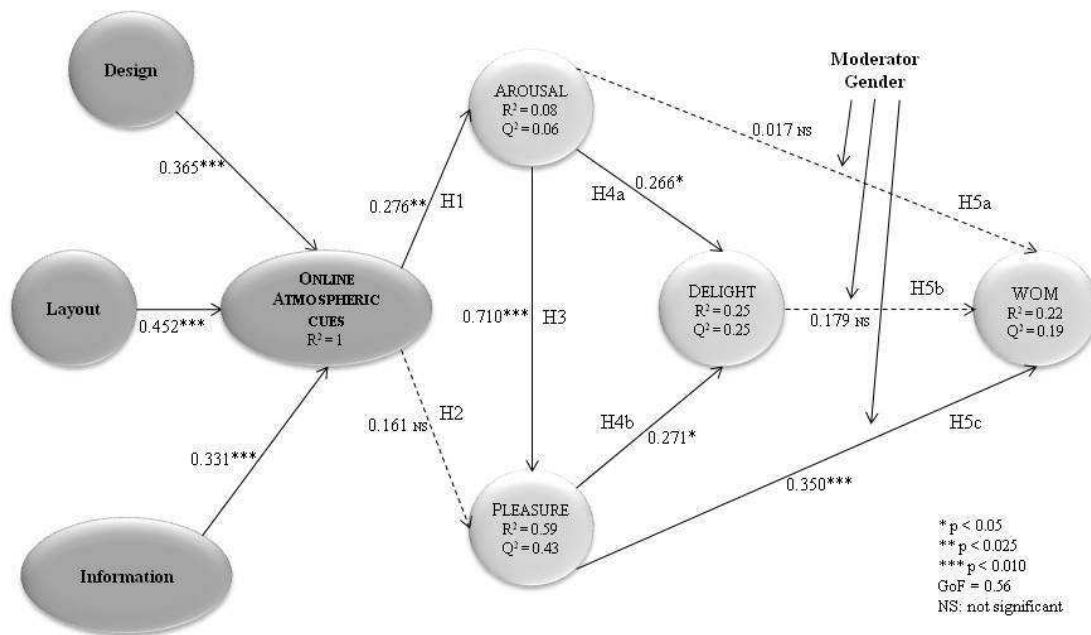 Design
0.365***
Layout
0.452***
Information
0.331***
ONLINE
ATMOSPHERIC
CUES
R² = 1
0.276**
H1
0.161 NS
H2
AROUSAL
R² = 0.08
Q² = 0.06
0.710***
H3
PLEASURE
R² = 0.59
Q² = 0.43
0.266*
H4a
H4b
0.271*
DELIGHT
R² = 0.25
Q² = 0.25
Moderator
Gender
0.017 NS
H5a
H5b
0.179 NS
H5c
0.350***
WOM
R² = 0.22
Q² = 0.19
* p < 0.05
** p < 0.025
*** p < 0.010
GoF = 0.56
NS: not significant